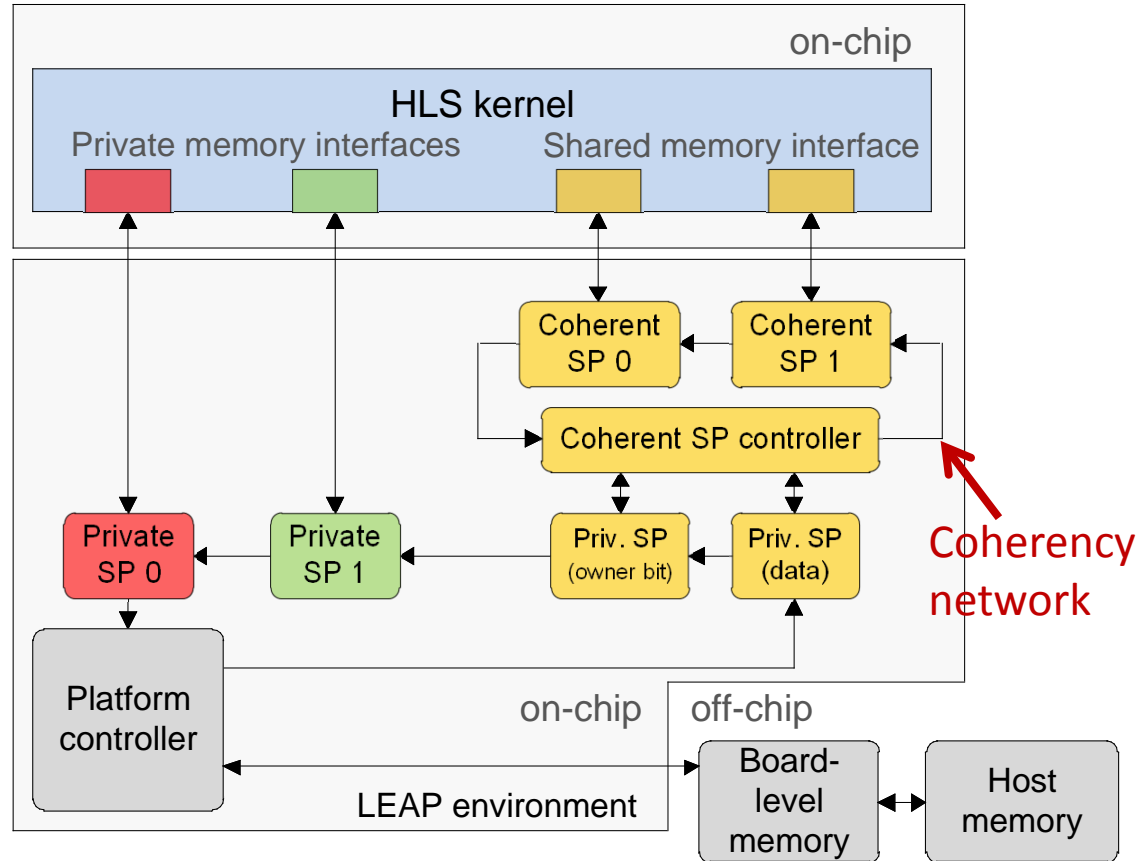 on-chip
HLS kernel
Private memory interfaces
Shared memory interface
Coherent
SP 0
Coherent
SP 1
Coherent SP controller
Private
SP 0
Private
SP 1
Priv. SP
(owner bit)
Priv. SP
(data)
Coherency
network
Platform
controller
on-chip
off-chip
LEAP environment
Board-
level
memory
Host
memory